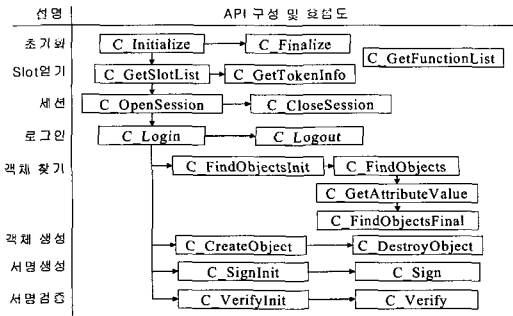 선명 API 구성 및 호출도
초기화 C_Initialize C_Finalize
C_GetFunctionList
Slot얻기 C_GetSlotList C_GetTokenInfo
세션 C_OpenSession C_CloseSession
로그인 C_Login C_Logout
객체 찾기 C_FindObjectsInit C_FindObjects
C_GetAttributeValue
C_FindObjectsFinal
객체 생성 C_CreateObject C_DestroyObject
서명생성 C_SignInit C_Sign
서명검증 C_VerifyInit C_Verify